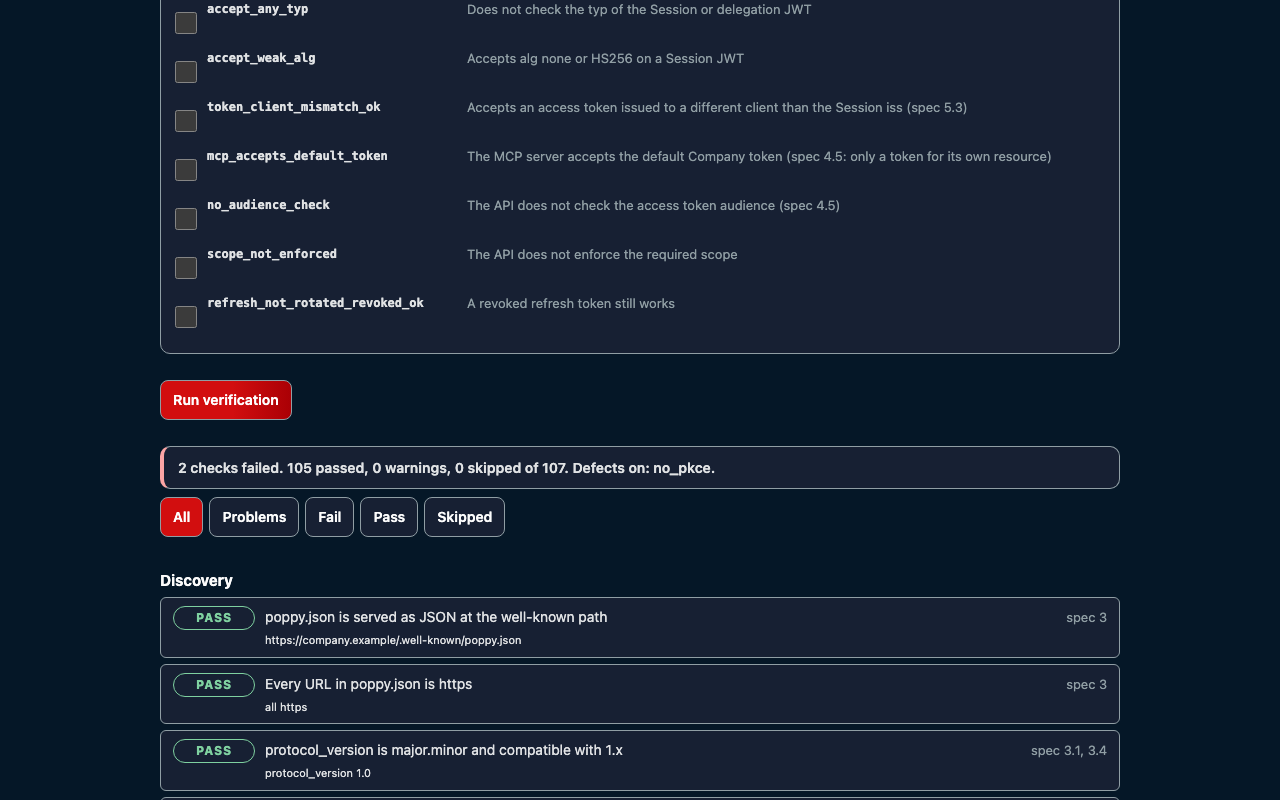 accept_any_typ Does not check the typ of the Session or delegation JWT
accept_weak_alg Accepts alg none or HS256 on a Session JWT
token_client_mismatch_ok Accepts an access token issued to a different client than the Session iss (spec 5.3)
mcp_accepts_default_token The MCP server accepts the default Company token (spec 4.5: only a token for its own resource)
no_audience_check The API does not check the access token audience (spec 4.5)
scope_not_enforced The API does not enforce the required scope
refresh_not_rotated_revoked_ok A revoked refresh token still works
Run verification
2 checks failed. 105 passed, 0 warnings, 0 skipped of 107. Defects on: no_pkce.
All Problems Fail Pass Skipped
Discovery
PASS poppy.json is served as JSON at the well-known path spec 3
https://company.example/.well-known/poppy.json
PASS Every URL in poppy.json is https spec 3
all https
PASS protocol_version is major.minor and compatible with 1.x spec 3.1, 3.4
protocol_version 1.0